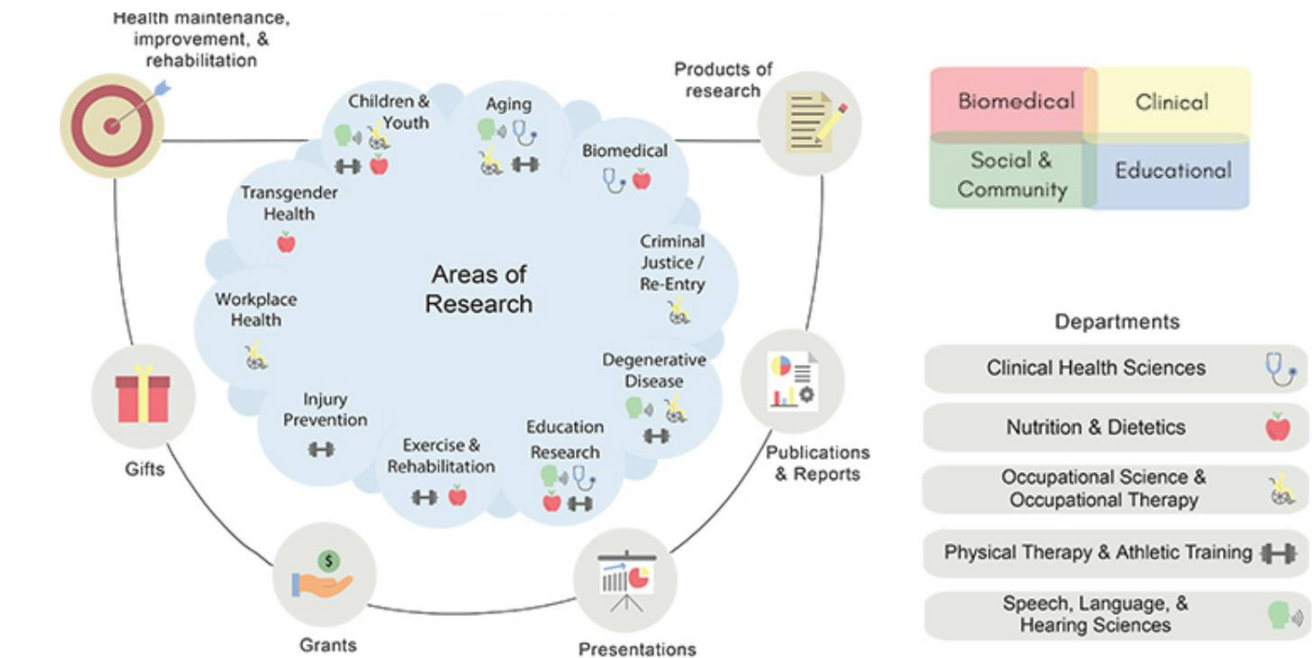 Health maintenance,
improvement, &
rehabilitation
Products of
research
Children &
Youth
Aging
Biomedical
Transgender
Health
Criminal
Justice /
Re-Entry
Areas of
Research
Workplace
Health
Degenerative
Disease
Injury
Prevention
Exercise &
Rehabilitation
Education
Research
Gifts
Publications
& Reports
$
Grants
Presentations
Biomedical
Clinical
Social &
Community
Educational
Departments
Clinical Health Sciences
Nutrition & Dietetics
Occupational Science &
Occupational Therapy
Physical Therapy & Athletic Training
Speech, Language, &
Hearing Sciences